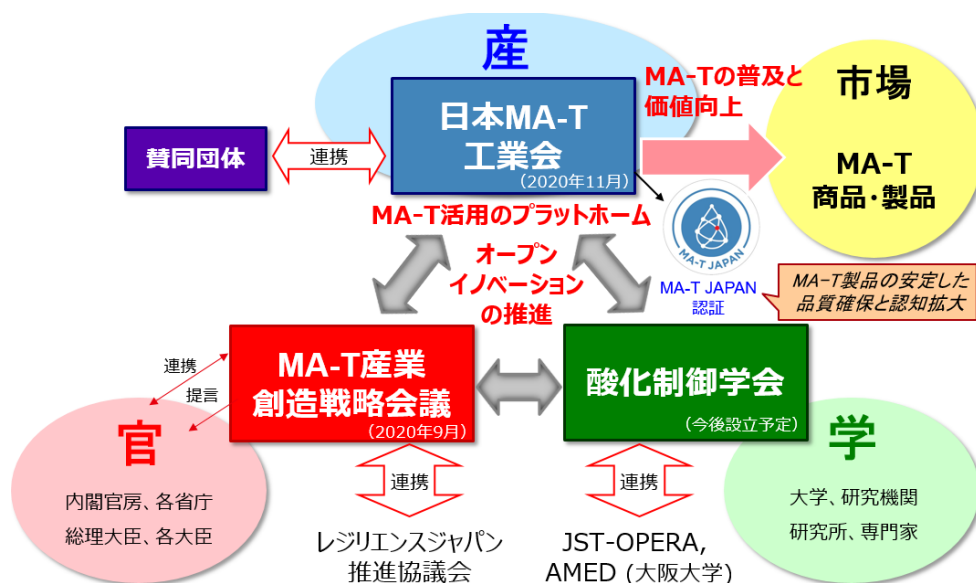 産
日本MA-T
工業会
（2020年11月）
賛同団体
連携
MA-Tの普及と
価値向上
市場
MA-T
商品・製品
MA-T活用のプラットホーム
オープン
イノベーション
の推進
MA-T JAPAN
MA-T JAPAN
認証
MA-T製品の安定した
品質確保と認知拡大
MA-T産業
創造戦略会議
（2020年9月）
酸化制御学会
（今後設立予定）
連携
提言
官
内閣官房、各省庁
総理大臣、各大臣
連携
レジリエンスジャパン
推進協議会
連携
JST-OPERA,
AMED (大阪大学)
学
大学、研究機関
研究所、専門家